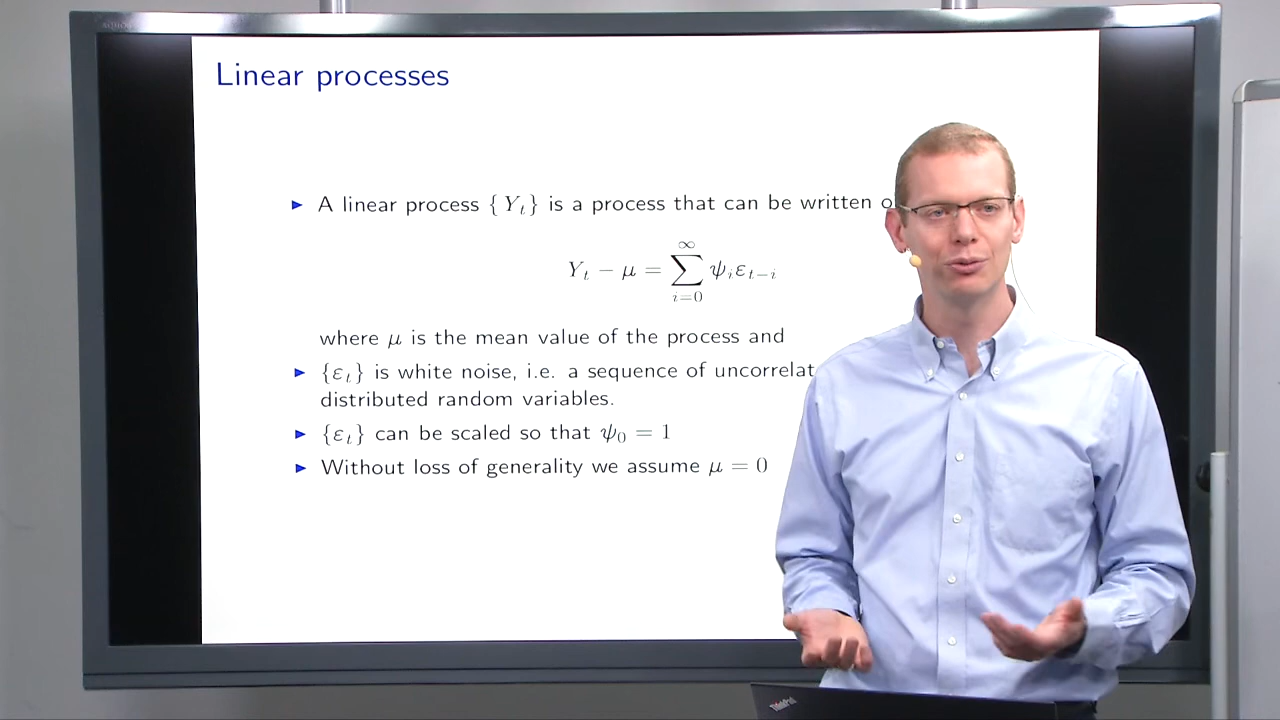 Linear processes
A linear process {Y_t} is a process that can be written
Y_t − μ = ∑_{i=0}^{∞} ψ_i ε_{t−i}
where μ is the mean value of the process and
{ε_t} is white noise, i.e. a sequence of uncorrelat
distributed random variables.
{ε_t} can be scaled so that ψ_0 = 1
Without loss of generality we assume μ = 0
ThinkPad